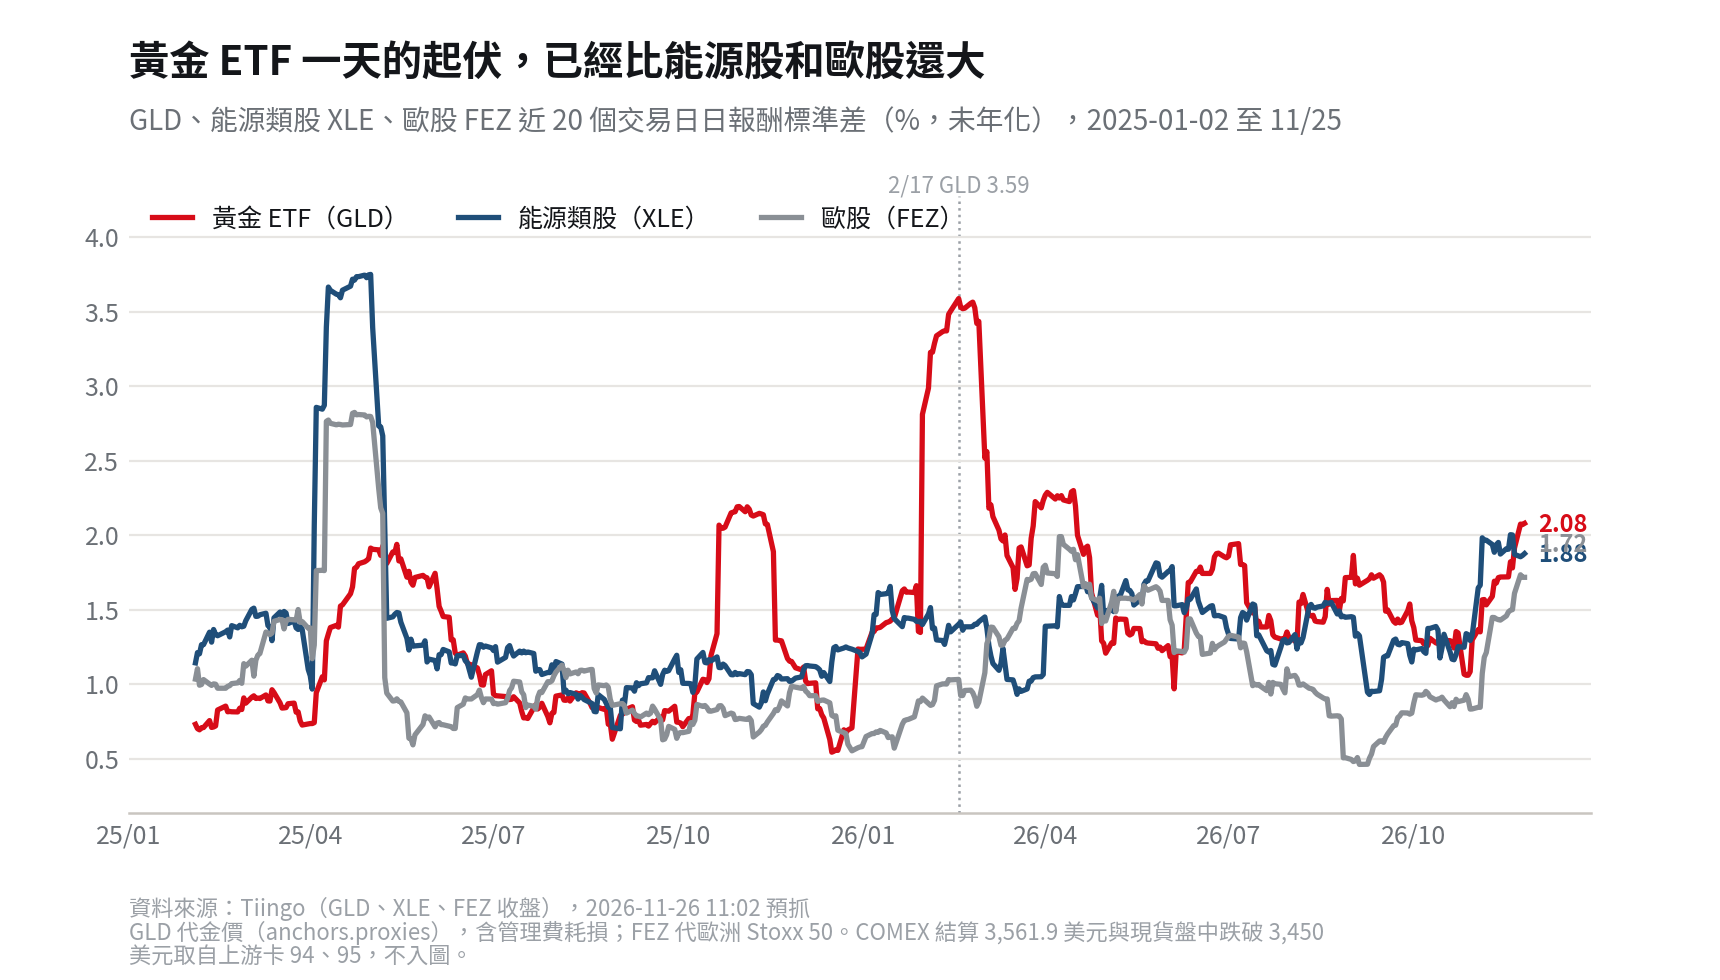 黃金 ETF 一天的起伏，已經比能源股和歐股還大
GLD、能源類股 XLE、歐股 FEZ 近 20 個交易日日報酬標準差（%，未年化），2025-01-02 至 11/25
2/17 GLD 3.59
黃金 ETF（GLD） 能源類股（XLE） 歐股（FEZ）
4.0
3.5
3.0
2.5
2.0
1.5
1.0
0.5
2.08
1.72
1.88
25/01 25/04 25/07 25/10 26/01 26/04 26/07 26/10
資料來源：Tiingo（GLD、XLE、FEZ 收盤），2026-11-26 11:02 預抓
GLD 代金價（anchors.proxies），含管理費耗損；FEZ 代歐洲 Stoxx 50。COMEX 結算 3,561.9 美元與現貨盤中跌破 3,450
美元取自上游卡 94、95，不入圖。